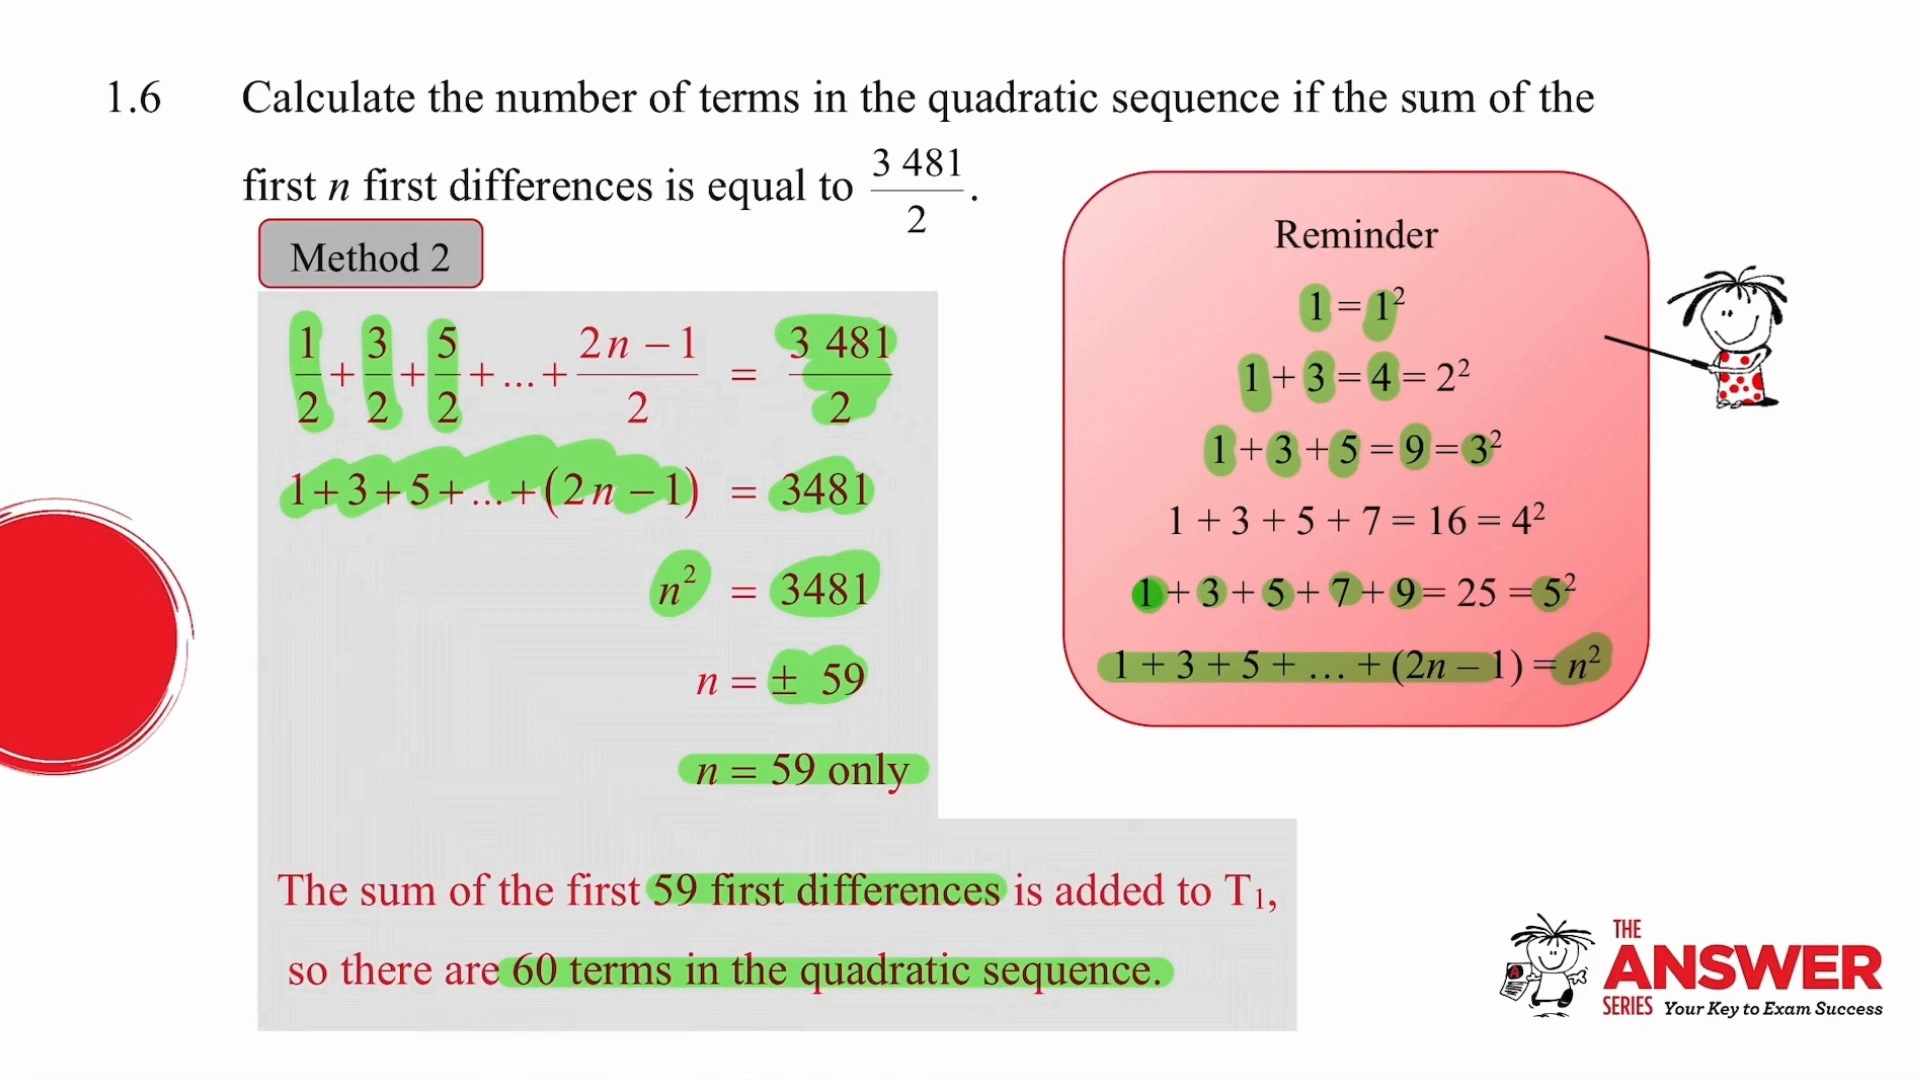 1.6 Calculate the number of terms in the quadratic sequence if the sum of the
first n first differences is equal to 3 481/2.
Method 2
1/2 + 3/2 + 5/2 + ... + (2n − 1)/2 = 3 481/2
1+3+5+...+(2n−1) = 3481
n² = 3481
n = ± 59
n = 59 only
The sum of the first 59 first differences is added to T₁,
so there are 60 terms in the quadratic sequence.
Reminder
1 = 1²
1 + 3 = 4 = 2²
1 + 3 + 5 = 9 = 3²
1 + 3 + 5 + 7 = 16 = 4²
1 + 3 + 5 + 7 + 9 = 25 = 5²
1 + 3 + 5 + ... + (2n − 1) = n²
A
THE
ANSWER
SERIES Your Key to Exam Success